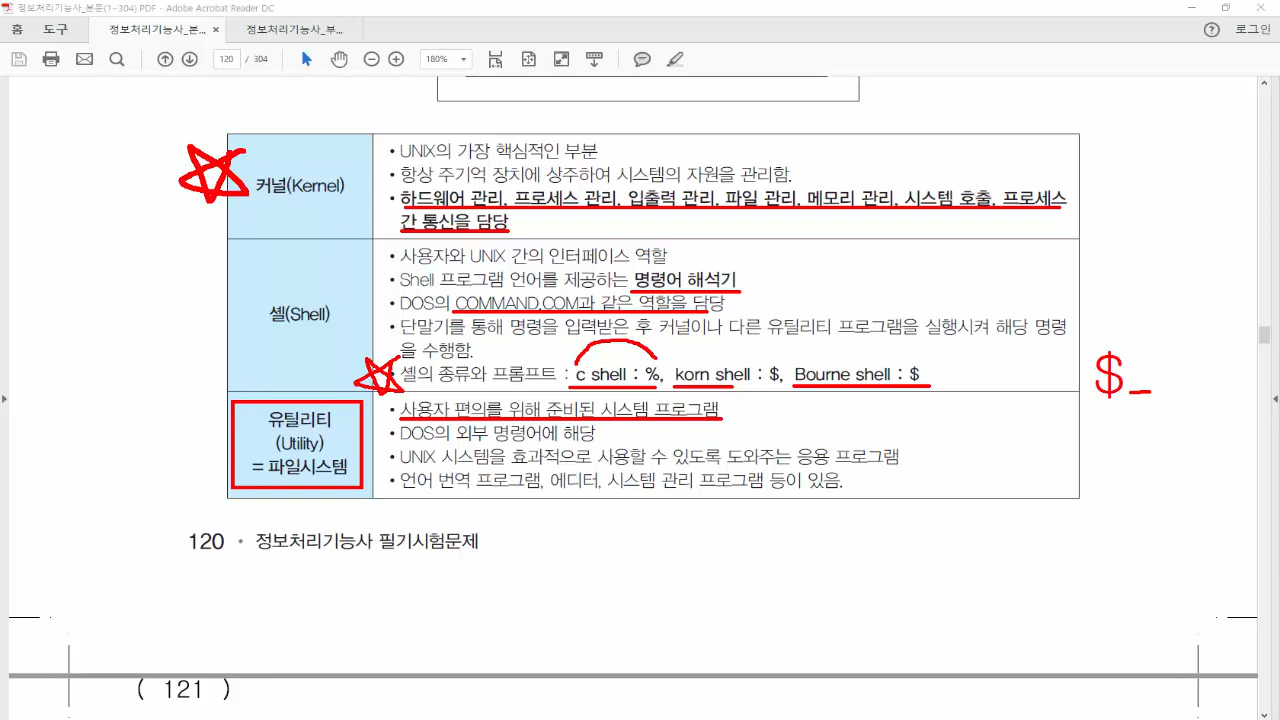 정보처리기능사_본문(1-304) PDF - Adobe Acrobat Reader DC
홈 도구 정보처리기능사_본... × 정보처리기능사_부... 로그인
120 / 304 180%
커널(Kernel)
• UNIX의 가장 핵심적인 부분
• 항상 주기억 장치에 상주하여 시스템의 자원을 관리함.
• 하드웨어 관리, 프로세스 관리, 입출력 관리, 파일 관리, 메모리 관리, 시스템 호출, 프로세스
간 통신을 담당
셸(Shell)
• 사용자와 UNIX 간의 인터페이스 역할
• Shell 프로그램 언어를 제공하는 명령어 해석기
• DOS의 COMMAND.COM과 같은 역할을 담당
• 단말기를 통해 명령을 입력받은 후 커널이나 다른 유틸리티 프로그램을 실행시켜 해당 명령
을 수행함.
• 셸의 종류와 프롬프트 : c shell : %, korn shell : $, Bourne shell : $
$_
유틸리티
(Utility)
= 파일시스템
• 사용자 편의를 위해 준비된 시스템 프로그램
• DOS의 외부 명령어에 해당
• UNIX 시스템을 효과적으로 사용할 수 있도록 도와주는 응용 프로그램
• 언어 번역 프로그램, 에디터, 시스템 관리 프로그램 등이 있음.
120 • 정보처리기능사 필기시험문제
( 121 )